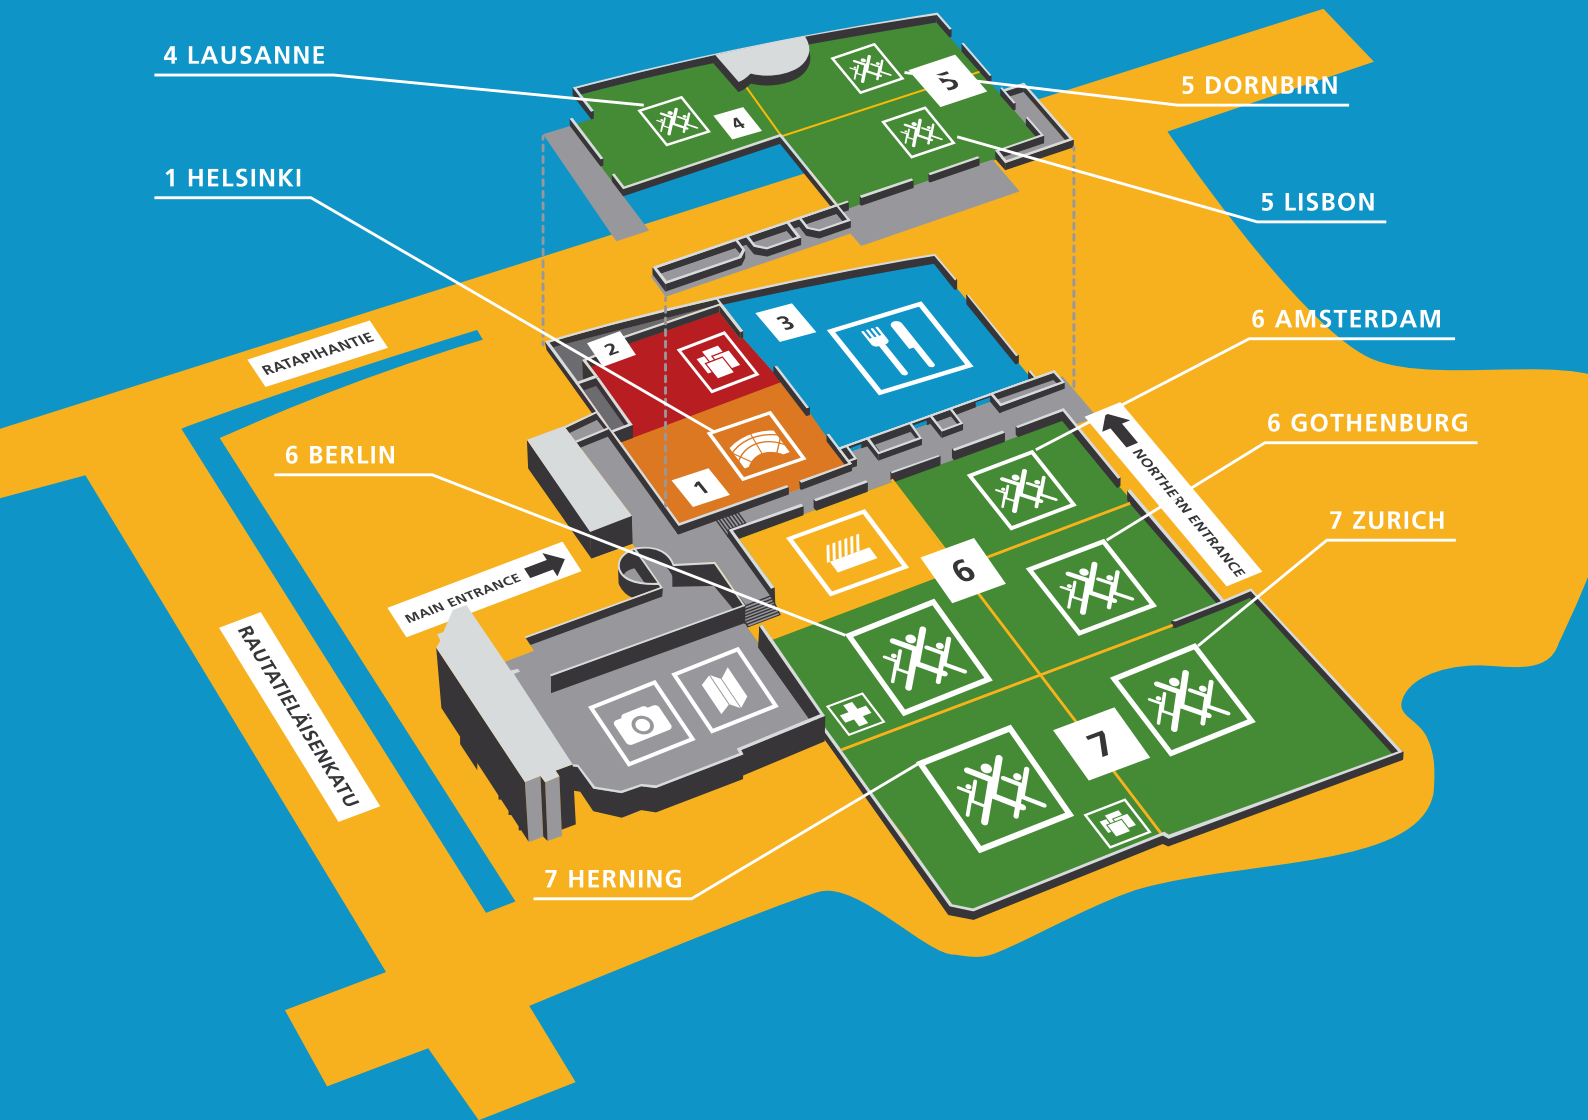 4 LAUSANNE
5 DORNBIRN
5
4
1 HELSINKI
5 LISBON
6 AMSTERDAM
RATAPIHANTIE
3
2
6 GOTHENBURG
6 BERLIN
1
NORTHERN ENTRANCE
7 ZURICH
6
MAIN ENTRANCE
RAUTATIELÄISENKATU
7
7 HERNING